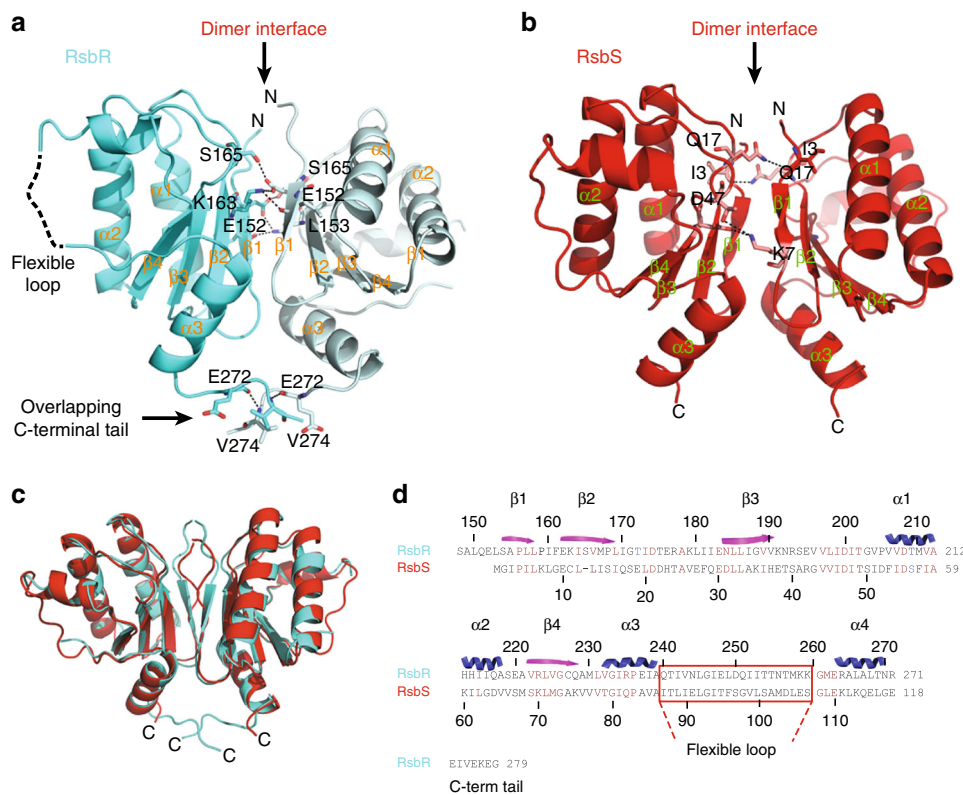 a
Dimer interface
RsbR
N
N
S165
S165
α1
α2
α1
K163
E152
E152
L153
α2
β1
β1
β2
β1
Flexible
loop
β4
β3
β2
β3
β4
α3
α3
E272
E272
Overlapping
C-terminal tail
V274
V274
b
Dimer interface
RsbS
N
N
Q17
I3
I3
Q17
α1
α2
α1
D47
β1
α2
β1
K7
β2
β4
β2
β3
β3
β4
α3
α3
C
C
c
C
C
C
C
d
β1 β2 β3 α1
150 160 170 180 190 200 210
RsbR SALQELSAPLLPIFEKISVMPLIGTIDTERAKLIIENLLIGVVKNRSEVVLIDITGVPVVDTMVA 212
RsbS MGIPILKLGECL-LISIQSELDDHTAVEFQEDLLAKIHETSARGVVIDITSIDFIDSFIA 59
10 20 30 40 50
α2 β4 α3 α4
220 230 240 250 260 270
RsbR HHIIQASEAVRLVGCQAMLVGIRPEIAQTIVNLGIELDQIITTNTMKKGMERALALTNR 271
RsbS KILGDVVSMSKLMGAKVVVTGIQPAVAITLIELGITFSGVLSAMDLESGLEKLKQELGE 118
60 70 80 90 100 110
Flexible loop
RsbR EIVEKEG 279
C-term tail